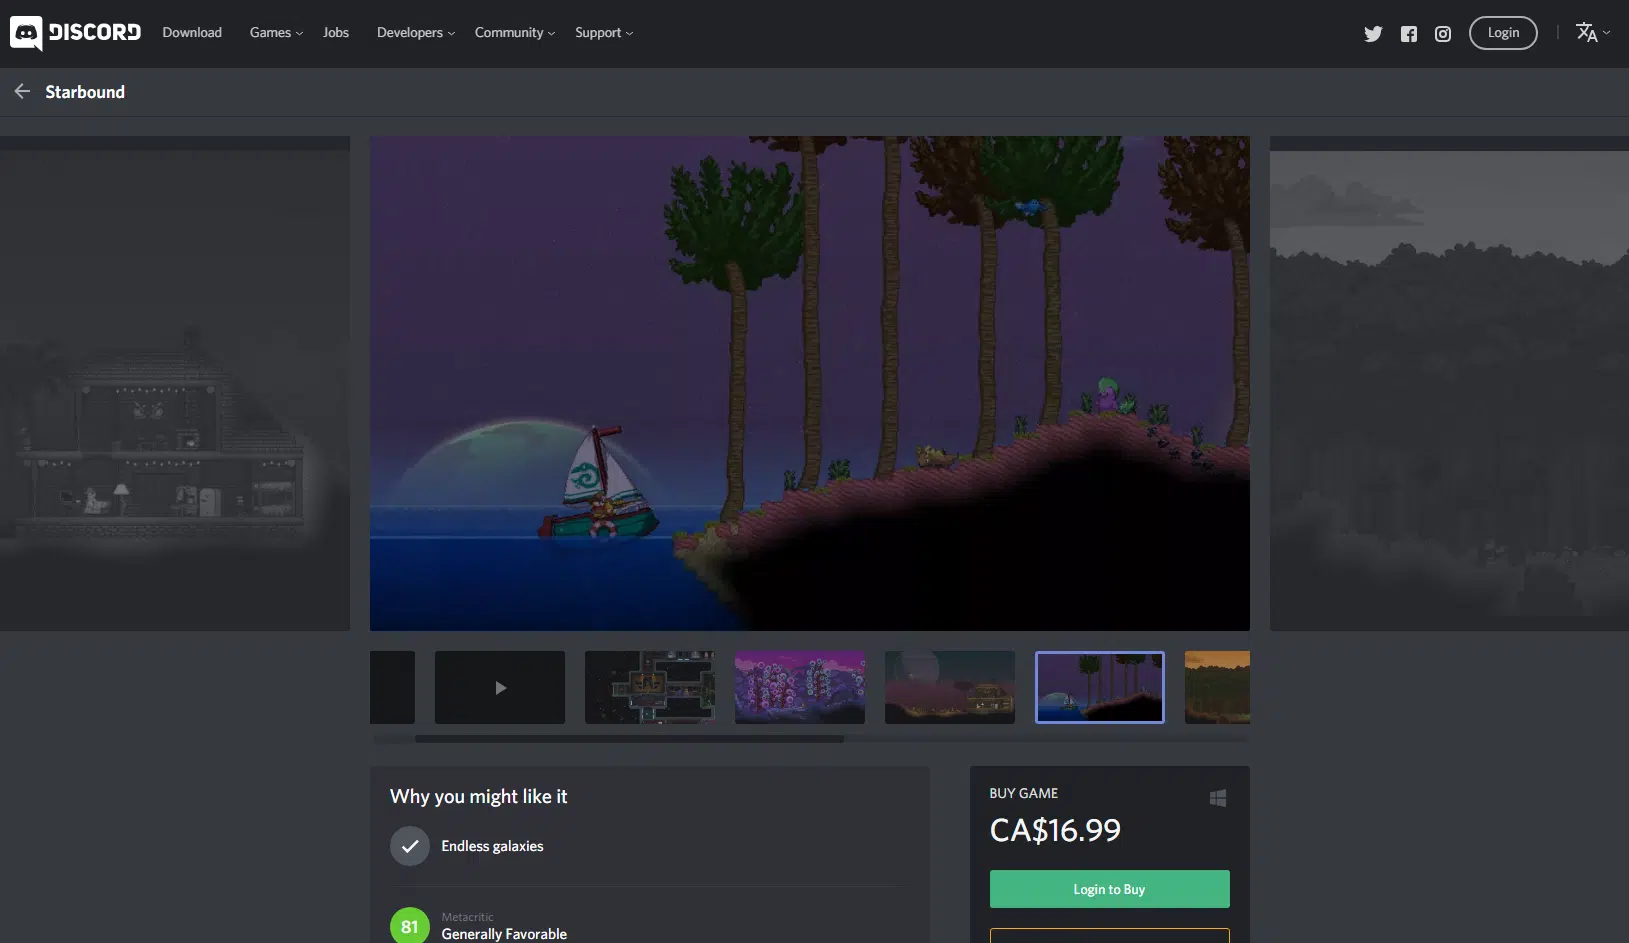 DISCORD Download Games Jobs Developers Community Support Login
Starbound
Why you might like it
Endless galaxies
81 Metacritic
Generally Favorable
BUY GAME
CA$16.99
Login to Buy